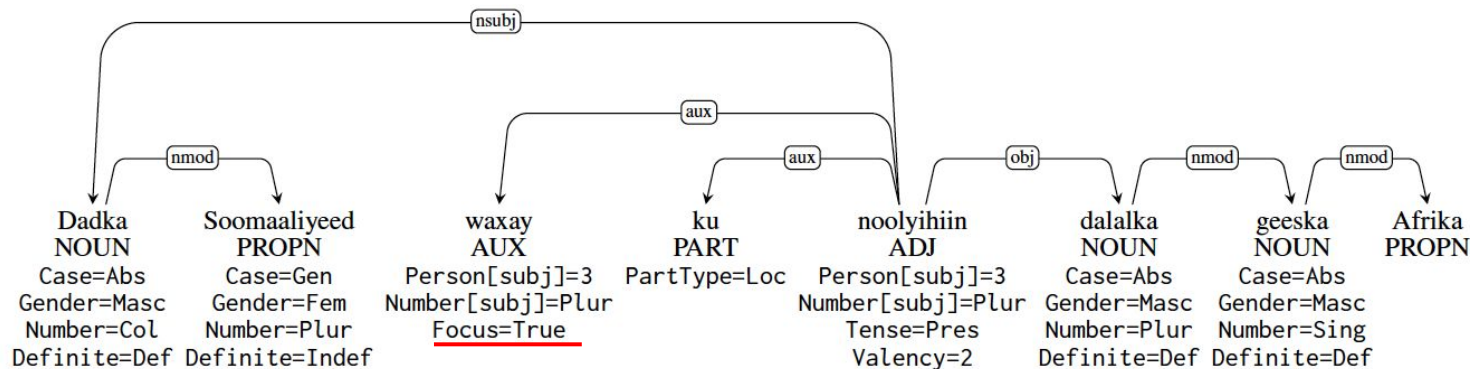 nsubj
aux
nmod aux obj nmod nmod
Dadka Soomaaliyeed waxay ku noolyihiin dalalka geeska Afrika
NOUN PROPN AUX PART ADJ NOUN NOUN PROPN
Case=Abs Case=Gen Person[subj]=3 PartType=Loc Person[subj]=3 Case=Abs Case=Abs
Gender=Masc Gender=Fem Number[subj]=Plur Number[subj]=Plur Gender=Masc Gender=Masc
Number=Col Number=Plur Focus=True Tense=Pres Number=Plur Number=Sing
Definite=Def Definite=Indef Valency=2 Definite=Def Definite=Def